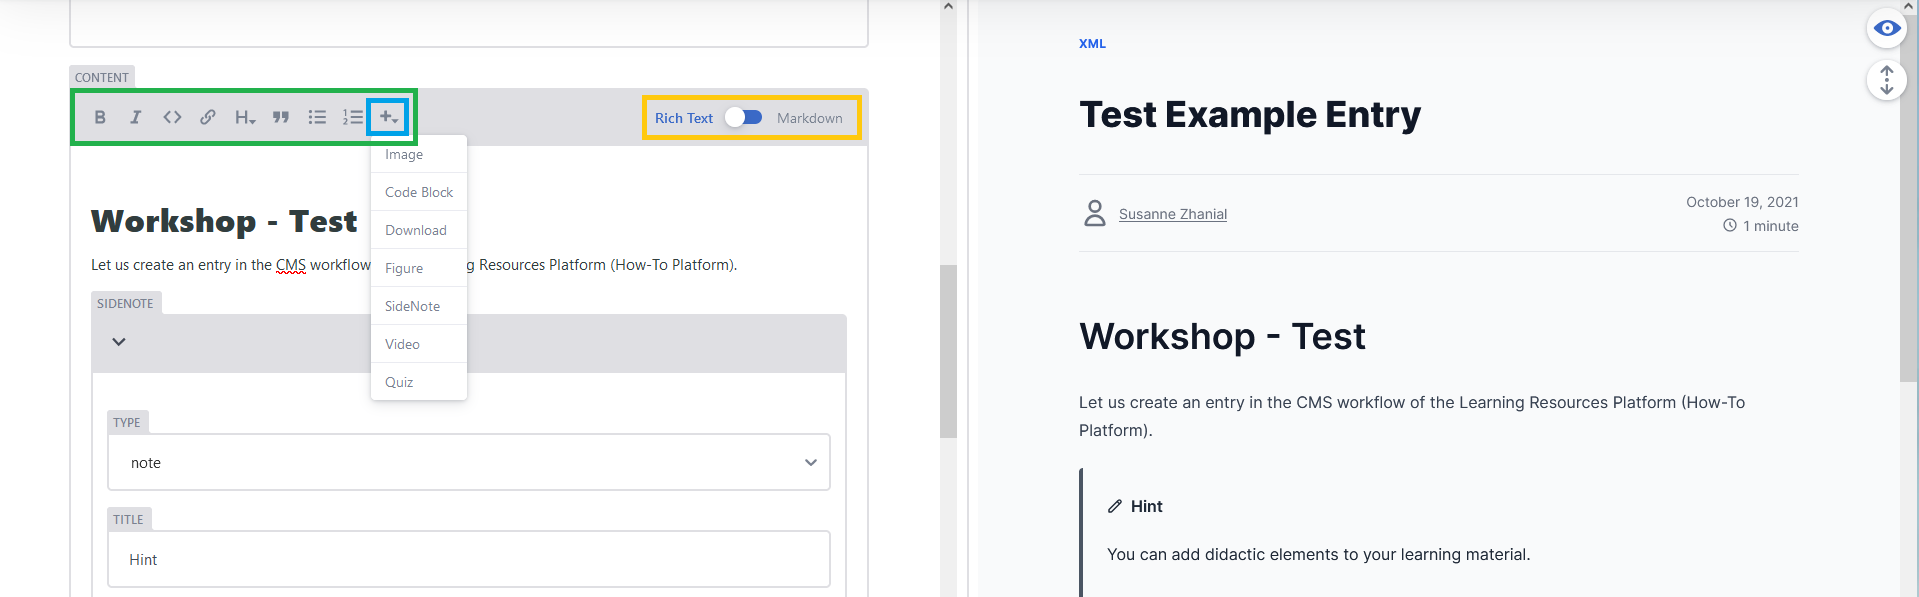 CONTENT
B I <> H
Rich Text Markdown
Image
Code Block
Download
Figure
SideNote
Video
Quiz
Workshop - Test
Let us create an entry in the CMS workflow g Resources Platform (How-To Platform).
SIDENOTE
TYPE
note
TITLE
Hint
XML
Test Example Entry
Susanne Zhanial
October 19, 2021
1 minute
Workshop - Test
Let us create an entry in the CMS workflow of the Learning Resources Platform (How-To
Platform).
Hint
You can add didactic elements to your learning material.